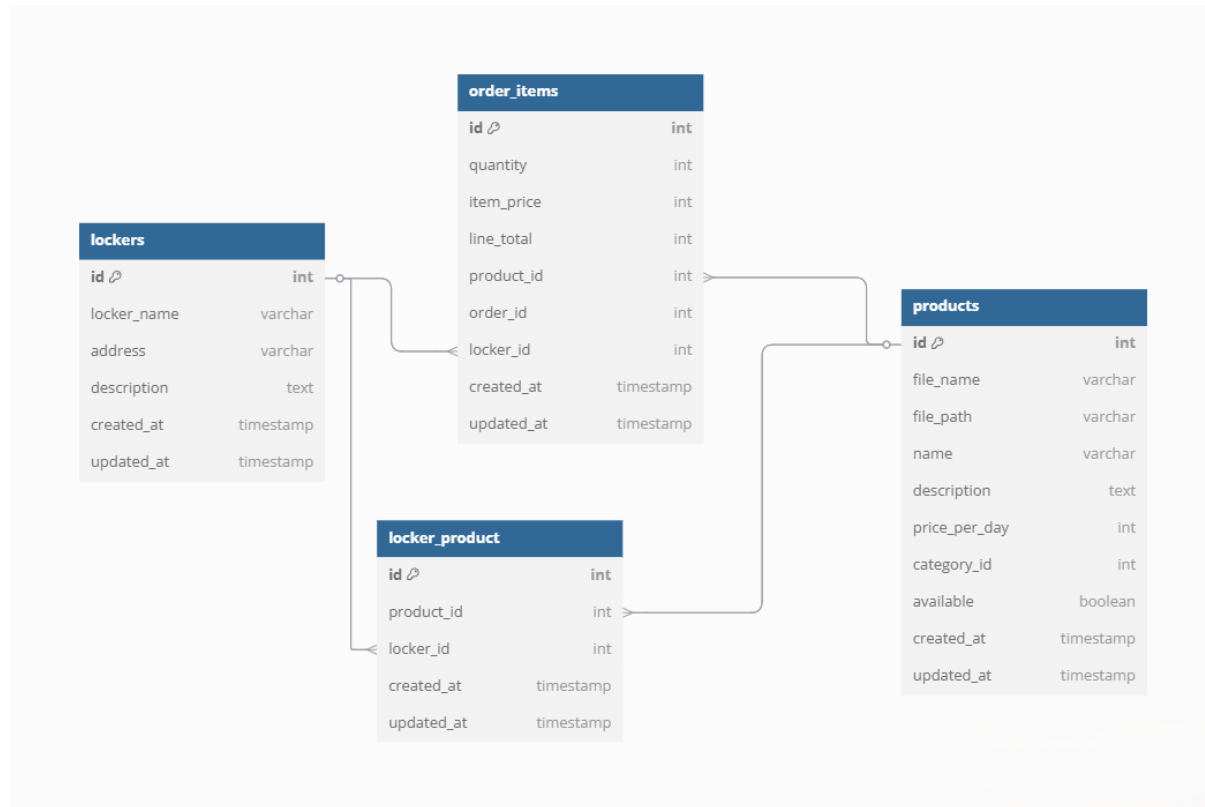 order_items
id int
quantity int
item_price int
line_total int
product_id int
order_id int
locker_id int
created_at timestamp
updated_at timestamp
lockers
id int
locker_name varchar
address varchar
description text
created_at timestamp
updated_at timestamp
products
id int
file_name varchar
file_path varchar
name varchar
description text
price_per_day int
category_id int
available boolean
created_at timestamp
updated_at timestamp
locker_product
id int
product_id int
locker_id int
created_at timestamp
updated_at timestamp